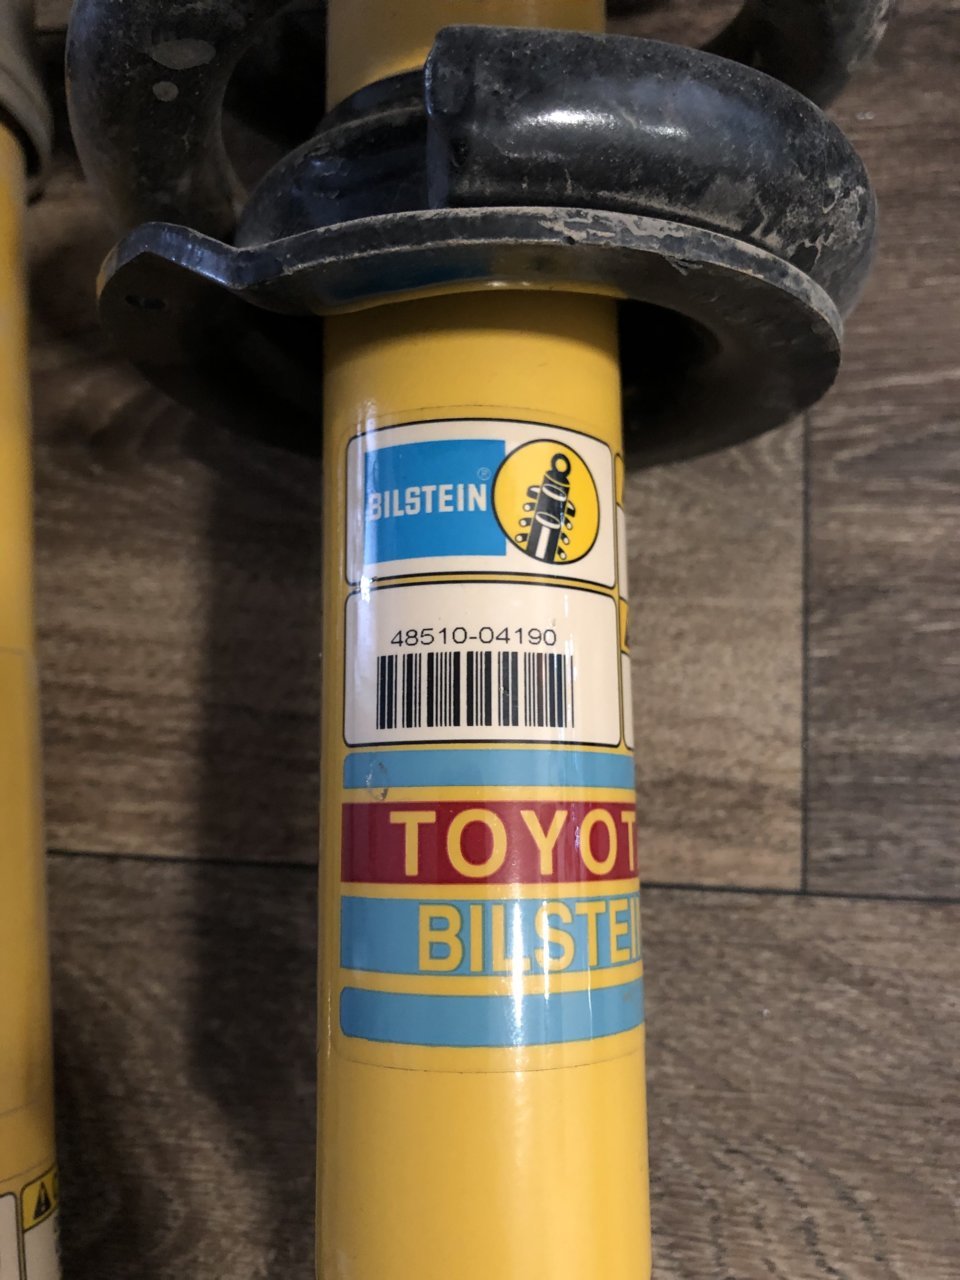 BILSTEIN®
48510-04190
TOYOT
BILSTEI